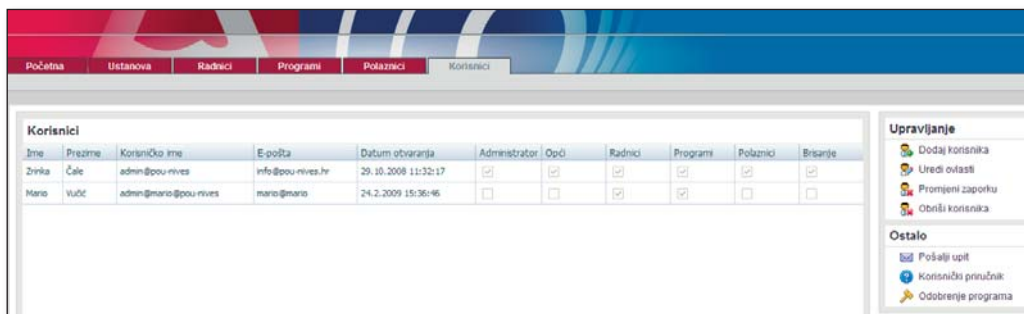 Početna Ustanova Radnici Programi Polaznici Korisnici
Korisnici
Ime Prezime Korisničko ime E-pošta Datum otvaranja Administrator Opći Radnici Programi Polaznici Brisanje
Zrinka Čale admin@pou-nives info@pou-nives.hr 29.10.2008 11:32:17
Mario Vučić admin@mario@pou-nives mario@mario 24.2.2009 15:36:46
Upravljanje
Dodaj korisnika
Uredi ovlasti
Promjeni zaporku
Obriši korisnika
Ostalo
Pošalji upit
Korisnički priručnik
Odobrenje programa